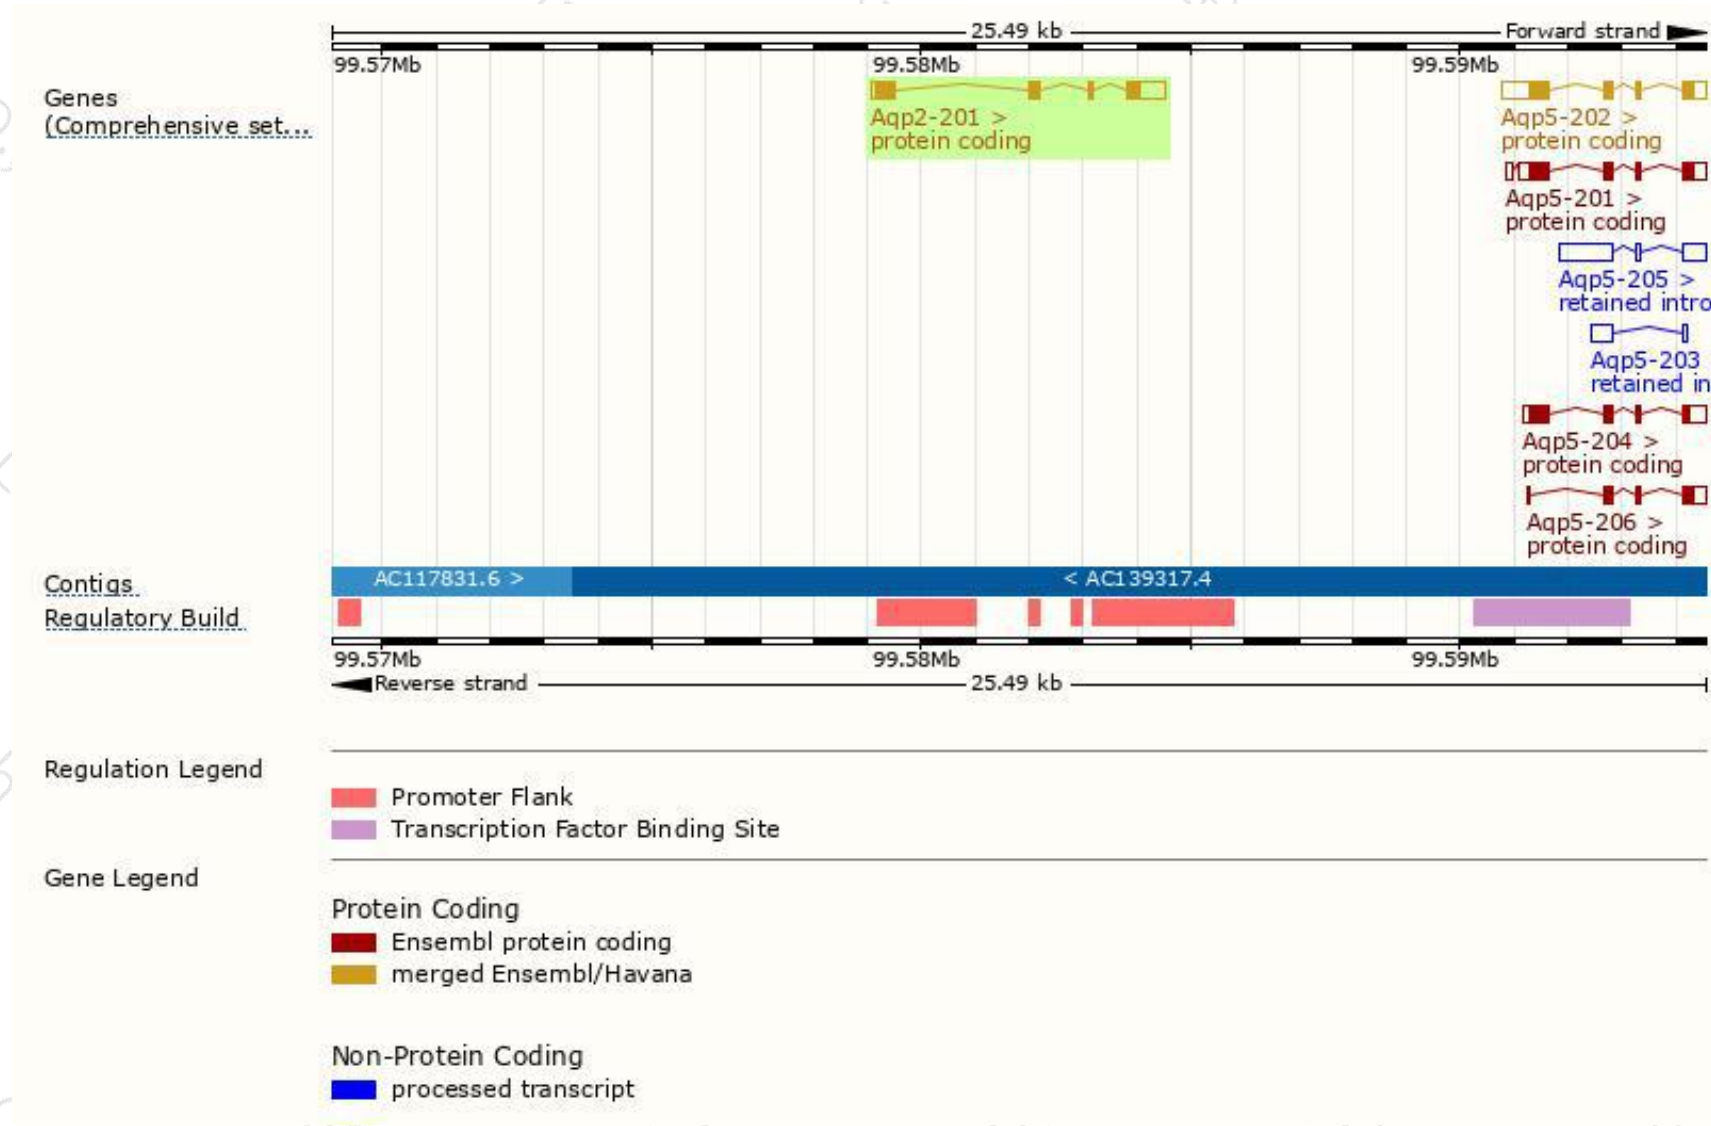 25.49 kb
Forward strand
99.57Mb 99.58Mb 99.59Mb
Genes
(Comprehensive set...
Aqp2-201 >
protein coding
Aqp5-202 >
protein coding
Aqp5-201 >
protein coding
Aqp5-205 >
retained intro
Aqp5-203
retained in
Aqp5-204 >
protein coding
Aqp5-206 >
protein coding
Contigs
AC117831.6 >
< AC139317.4
Regulatory Build
99.57Mb 99.58Mb 99.59Mb
Reverse strand
25.49 kb
Regulation Legend
Promoter Flank
Transcription Factor Binding Site
Gene Legend
Protein Coding
Ensembl protein coding
merged Ensembl/Havana
Non-Protein Coding
processed transcript